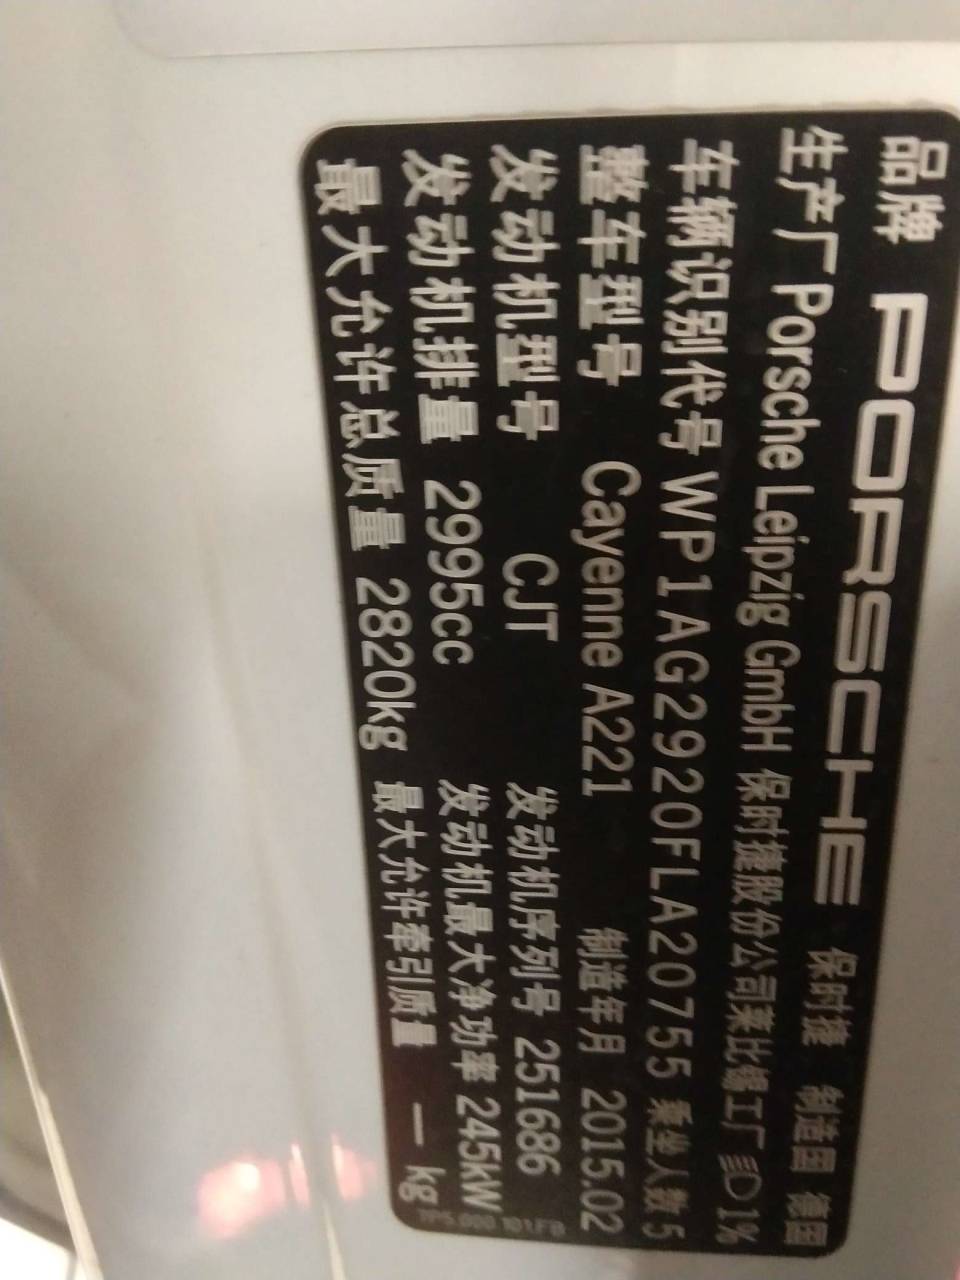 品牌 PORSCHE 保时捷 制造国 德国
生产厂 Porsche Leipzig GmbH 保时捷股份公司莱比锡工厂 1%
车辆识别代号 WP1AG2920FLA20755 乘坐人数 5
整车型号 Cayenne A221 制造年月 2015.02
发动机型号 CJT 发动机序列号 251686
发动机排量 2995cc 发动机最大净功率 245kW
最大允许总质量 2820kg 最大允许牵引质量 — kg
7P5.000.101.FB